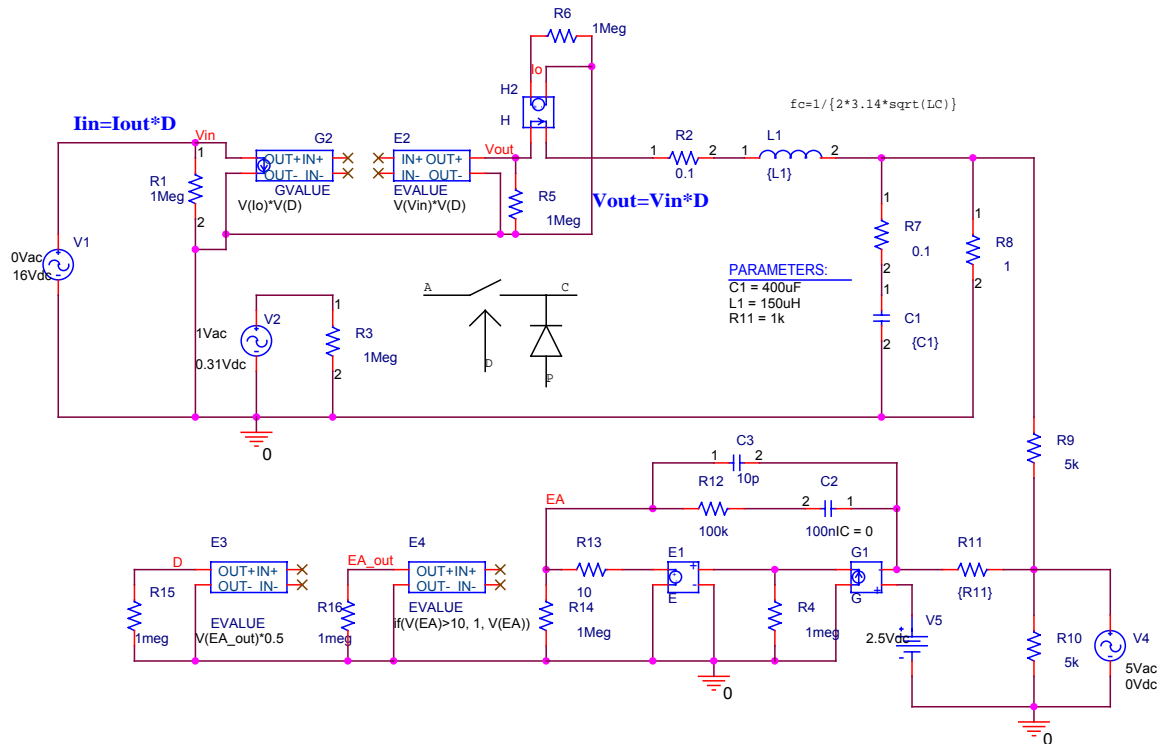 R6
1Meg
Io
H2
H
fc=1/{2*3.14*sqrt(LC)}
Iin=Iout*D
Vin
G2
E2
Vout
R2
L1
1
2
1
2
0.1
{L1}
1
OUT+ IN+
OUT- IN-
IN+ OUT+
IN- OUT-
R1
1Meg
2
GVALUE
V(Io)*V(D)
EVALUE
V(Vin)*V(D)
R5
1Meg
Vout=Vin*D
1
R7
0.1
2
1
R8
1
2
V1
0Vac
16Vdc
PARAMETERS:
C1 = 400uF
L1 = 150uH
R11 = 1k
1
C1
{C1}
2
V2
1Vac
0.31Vdc
1
R3
1Meg
2
A
C
D
P
0
R9
5k
C3
1
2
10p
EA
R12
100k
C2
2
1
100n
IC = 0
D
E3
OUT+ IN+
OUT- IN-
EA_out
E4
OUT+ IN+
OUT- IN-
R13
10
E1
+
-
E
G1
-
+
G
R11
{R11}
R15
1meg
EVALUE
V(EA_out)*0.5
R16
1meg
EVALUE
if(V(EA)>10, 1, V(EA))
R14
1Meg
R4
1meg
V5
2.5Vdc
R10
5k
V4
5Vac
0Vdc
0
0